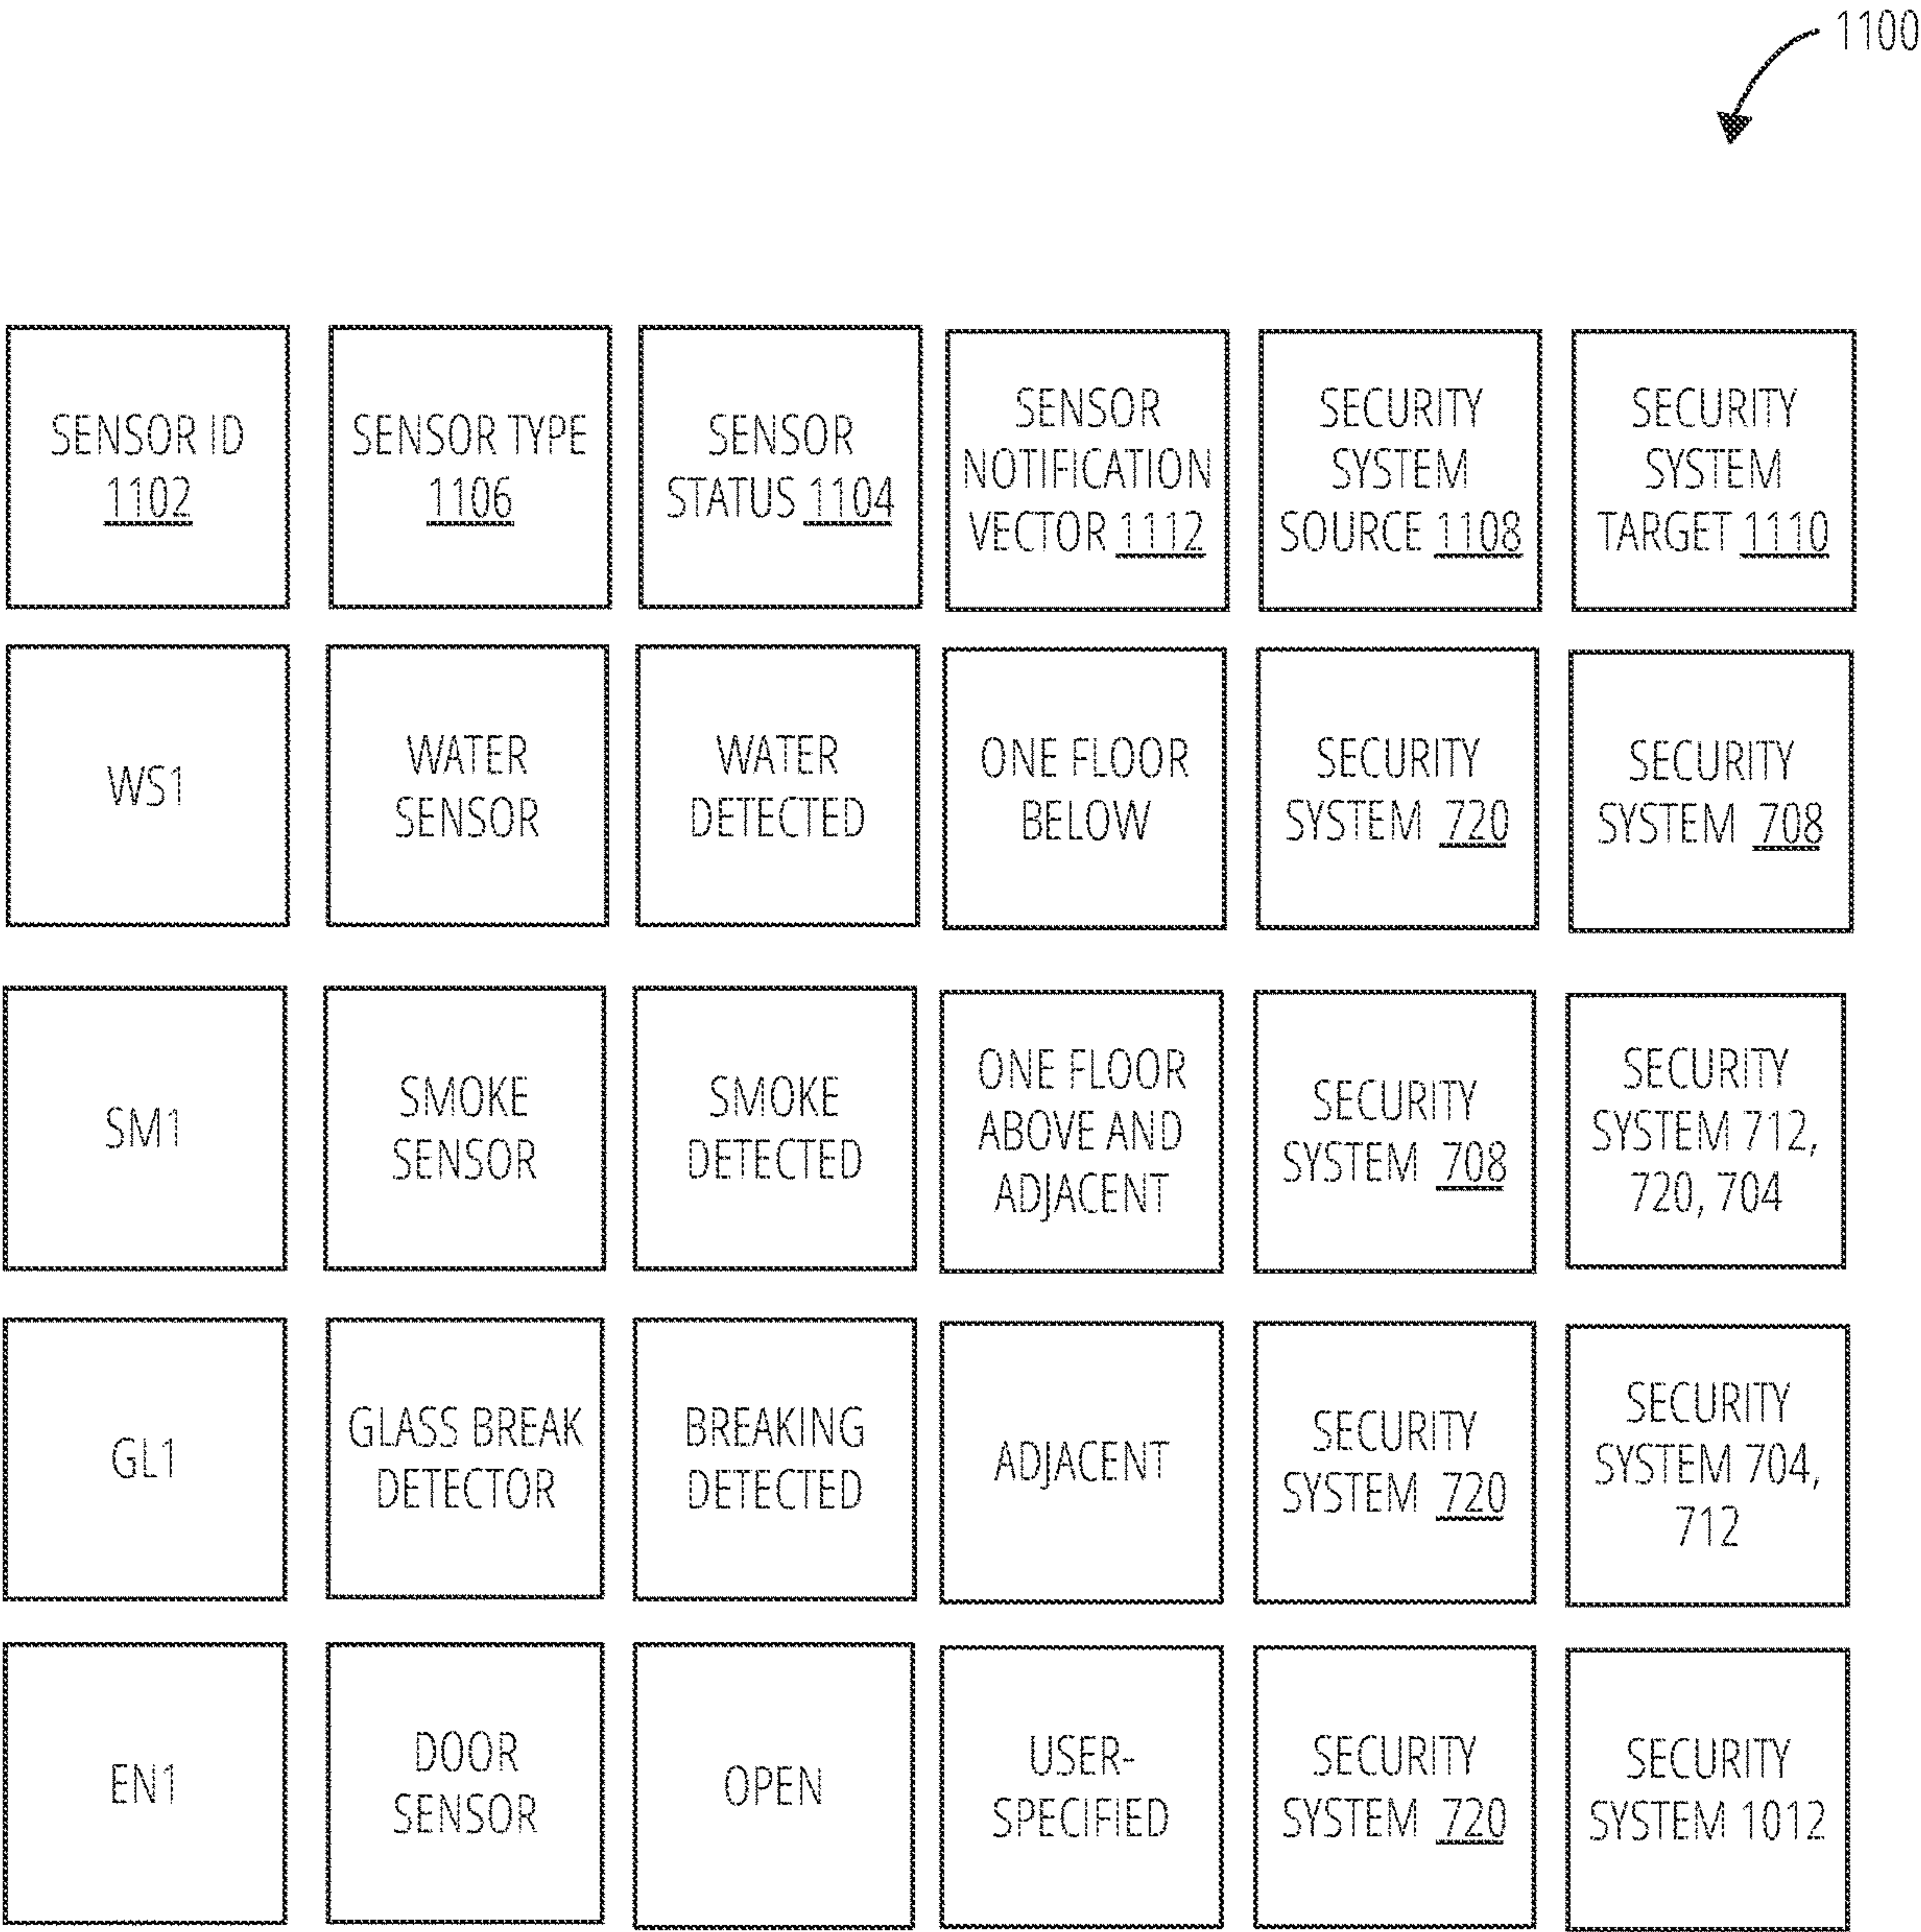 1100
SENSOR ID
1102
SENSOR TYPE
1106
SENSOR
STATUS 1104
SENSOR
NOTIFICATION
VECTOR 1112
SECURITY
SYSTEM
SOURCE 1108
SECURITY
SYSTEM
TARGET 1110
WS1
WATER
SENSOR
WATER
DETECTED
ONE FLOOR
BELOW
SECURITY
SYSTEM 720
SECURITY
SYSTEM 708
SM1
SMOKE
SENSOR
SMOKE
DETECTED
ONE FLOOR
ABOVE AND
ADJACENT
SECURITY
SYSTEM 708
SECURITY
SYSTEM 712,
720, 704
GL1
GLASS BREAK
DETECTOR
BREAKING
DETECTED
ADJACENT
SECURITY
SYSTEM 720
SECURITY
SYSTEM 704,
712
EN1
DOOR
SENSOR
OPEN
USER-
SPECIFIED
SECURITY
SYSTEM 720
SECURITY
SYSTEM 1012